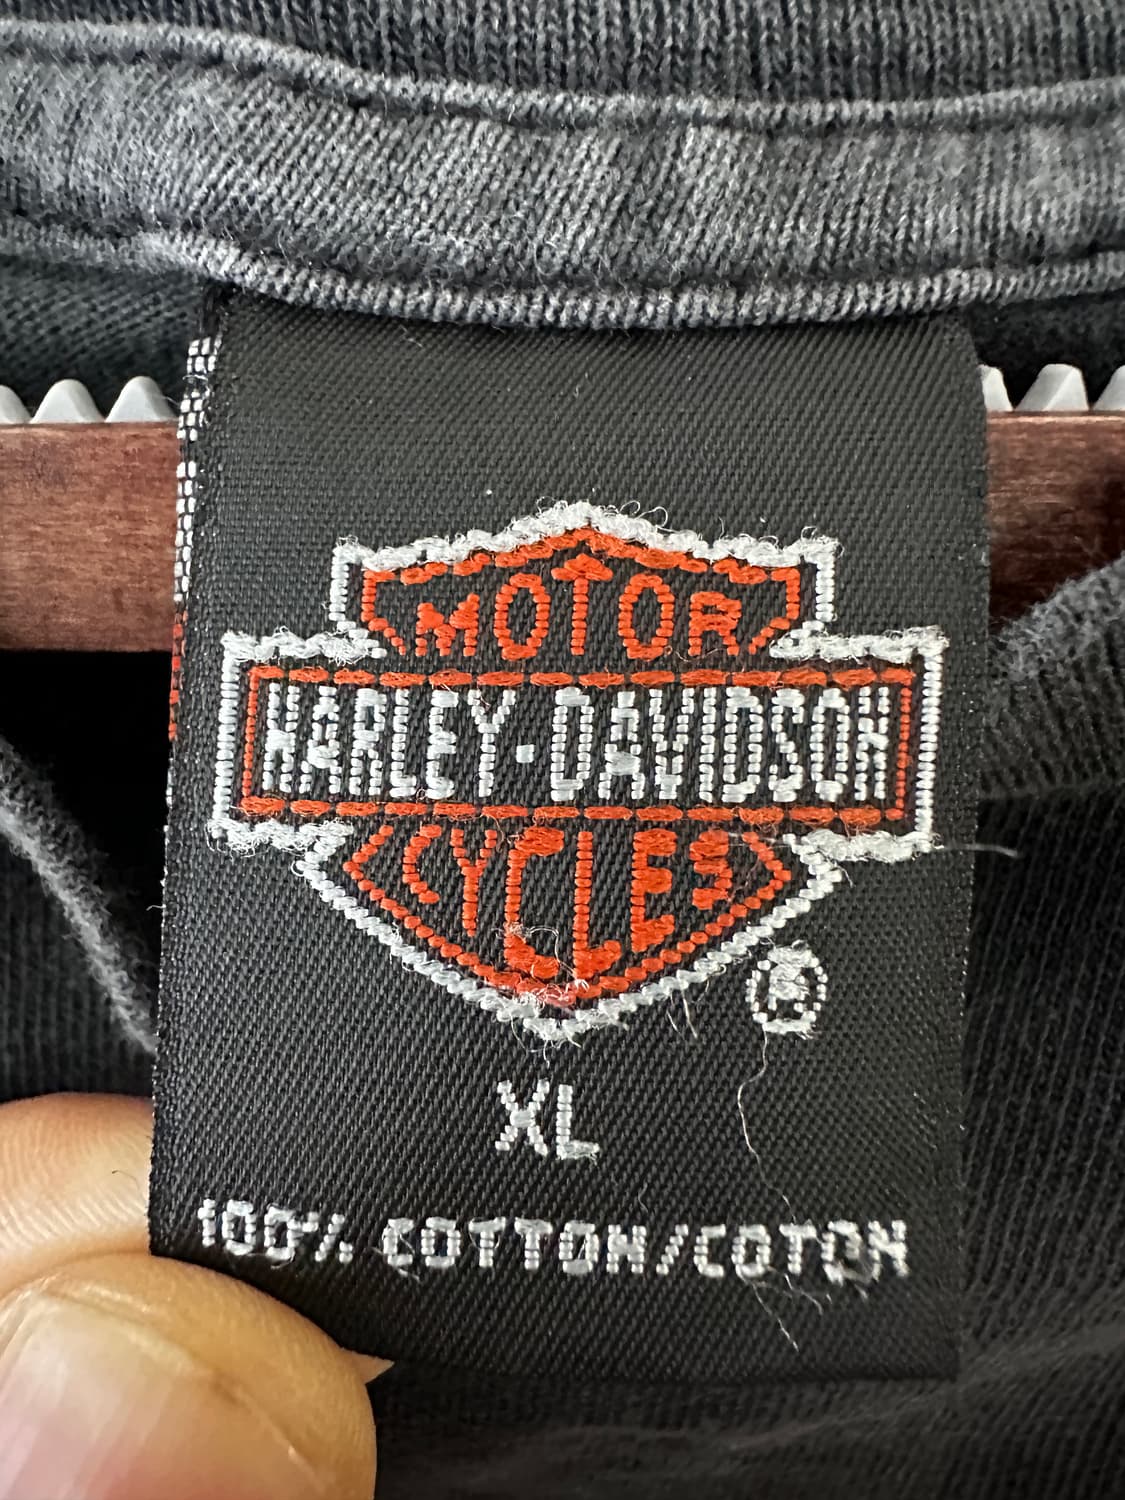 MOTOR
HARLEY-DAVIDSON
CYCLES
®
XL
100% COTTON/COTON